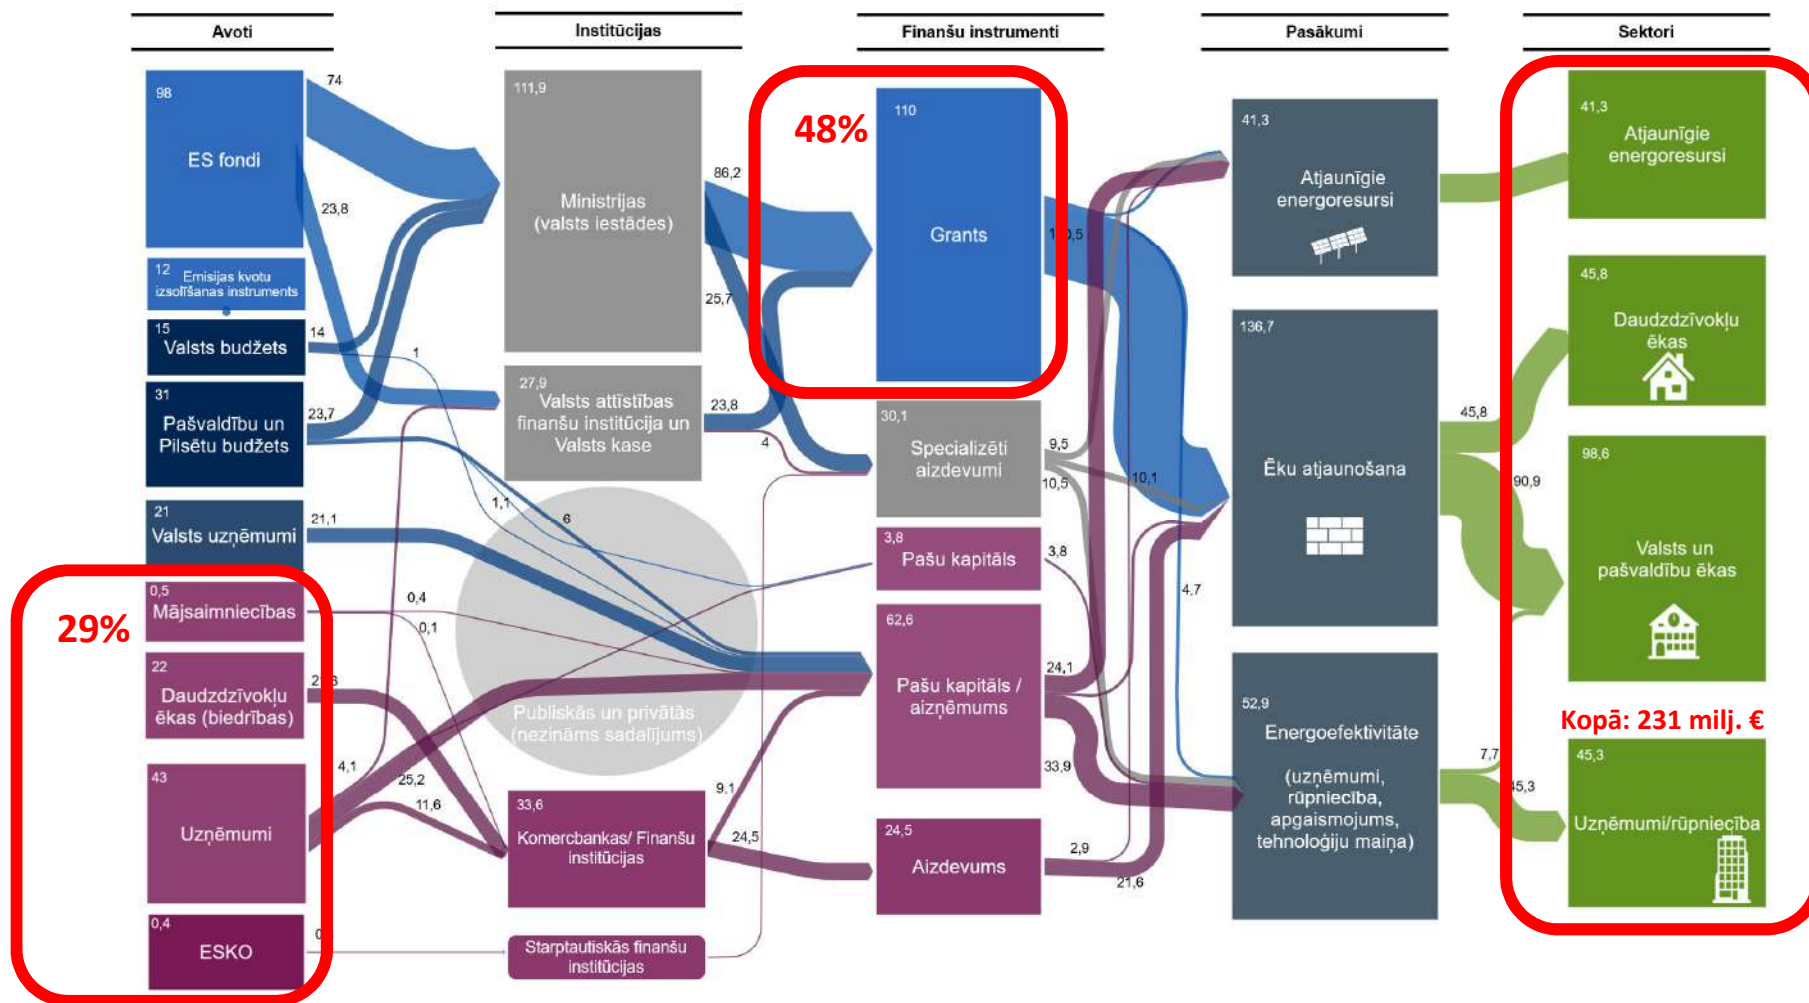 Avoti
Institūcijas
Finanšu instrumenti
Pasākumi
Sektori
98
ES fondi
12
Emisijas kvotu
izsolīšanas instruments
15
Valsts budžets
31
Pašvaldību un
Pilsētu budžets
21
Valsts uzņēmumi
0,5
Mājsaimniecības
22
Daudzdzīvokļu
ēkas (biedrības)
43
Uzņēmumi
0,4
ESKO
29%
74
23,8
14
1
23,7
21,1
1,1
6
0,4
0,1
4,1
25,2
11,6
111,9
Ministrijas
(valsts iestādes)
27,9
Valsts attīstības
finanšu institūcija un
Valsts kase
Publiskās un privātās
(nezināms sadalījums)
33,6
Komercbankas/ Finanšu
institūcijas
Starptautiskās finanšu
institūcijas
86,2
25,7
23,8
4
9,1
24,5
48%
110
Grants
30,1
Specializēti
aizdevumi
3,8
Pašu kapitāls
62,6
Pašu kapitāls /
aizņēmums
24,5
Aizdevums
9,5
10,5
10,1
3,8
4,7
24,1
33,9
2,9
21,6
41,3
Atjaunīgie
energoresursi
136,7
Ēku atjaunošana
52,9
Energoefektivitāte
(uzņēmumi,
rūpniecība,
apgaismojums,
tehnoloģiju maiņa)
45,8
90,9
7,7
45,3
41,3
Atjaunīgie
energoresursi
45,8
Daudzdzīvokļu
ēkas
98,6
Valsts un
pašvaldību ēkas
Kopā: 231 milj. €
45,3
Uzņēmumi/rūpniecība